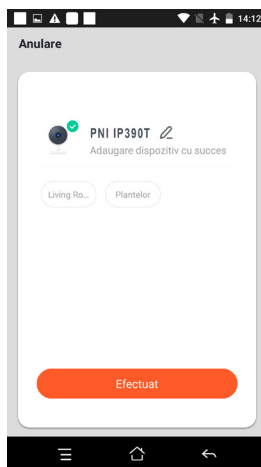 14:12
Anulare
PNI IP390T
Adaugare dispozitiv cu succes
Living Ro... Plantelor
Efectuat